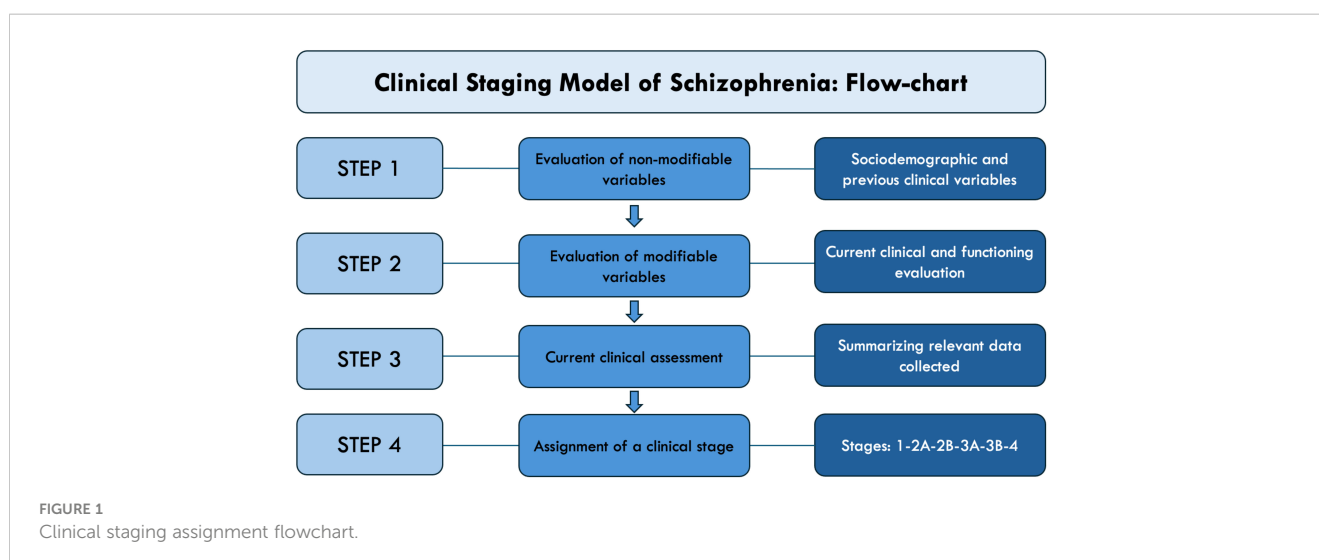 Clinical Staging Model of Schizophrenia: Flow-chart
STEP 1
Evaluation of non-modifiable
variables
Sociodemographic and
previous clinical variables
STEP 2
Evaluation of modifiable
variables
Current clinical and functioning
evaluation
STEP 3
Current clinical assessment
Summarizing relevant data
collected
STEP 4
Assignment of a clinical stage
Stages: 1-2A-2B-3A-3B-4
FIGURE 1
Clinical staging assignment flowchart.